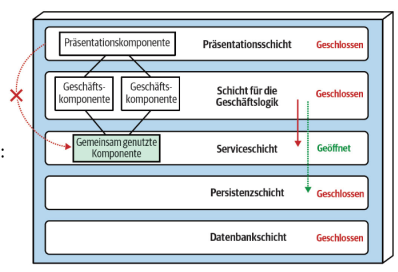 Präsentationskomponente
Präsentationsschicht
Geschlossen
Geschäfts-
komponente
Geschäfts-
komponente
Schicht für die
Geschäftslogik
Geschlossen
Gemeinsam genutzte
Komponente
Serviceschicht
Geöffnet
:
Persistenzschicht
Geschlossen
Datenbankschicht
Geschlossen